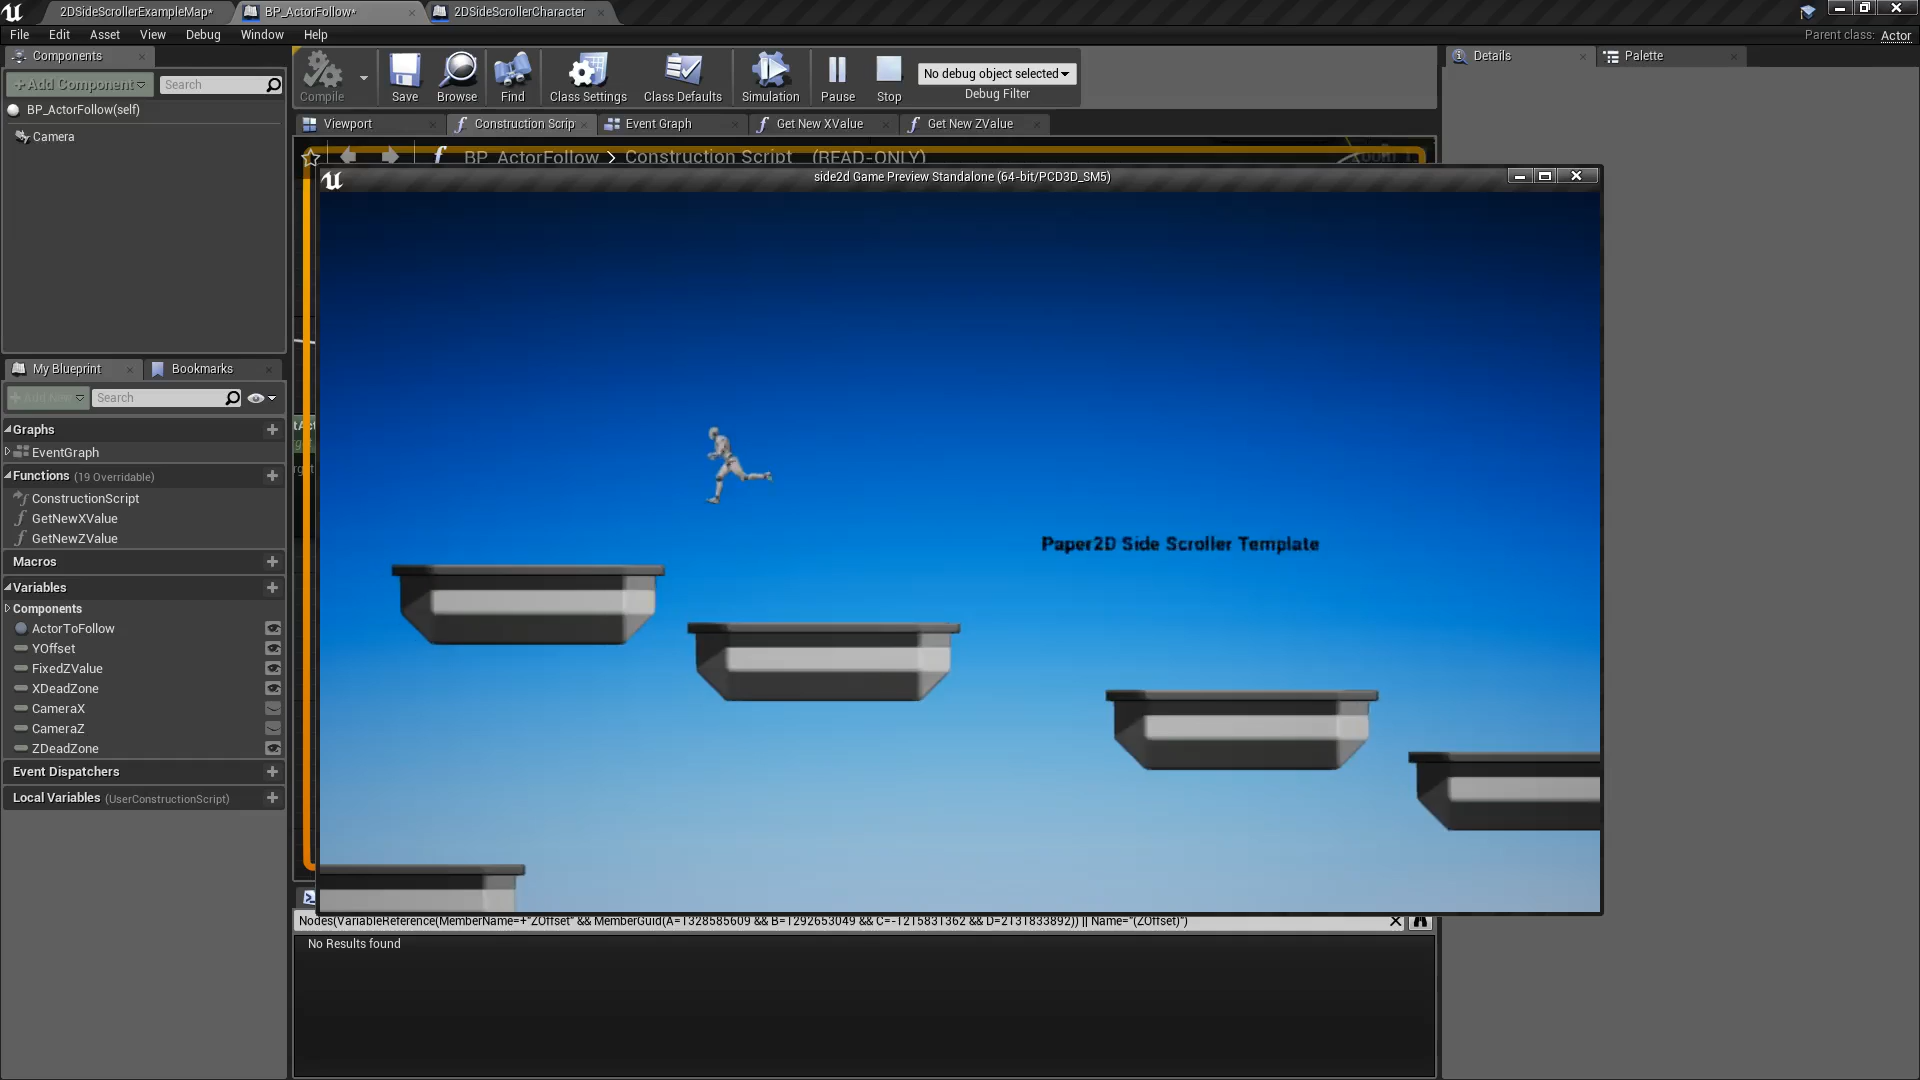 2DSideScrollerExampleMap*
BP_ActorFollow*
2DSideScrollerCharacter
File Edit Asset View Debug Window Help
Parent class: Actor
Components
+Add Component
Search
BP_ActorFollow(self)
Camera
Compile
Save
Browse
Find
Class Settings
Class Defaults
Simulation
Pause
Stop
No debug object selected
Debug Filter
Details
Palette
Viewport
Construction Scrip
Event Graph
Get New XValue
Get New ZValue
BP_ActorFollow > Construction Script (READ-ONLY)
side2d Game Preview Standalone (64-bit/PCD3D_SM5)
Paper2D Side Scroller Template
My Blueprint
Bookmarks
+ Add New
Search
Graphs
EventGraph
Functions (19 Overridable)
ConstructionScript
GetNewXValue
GetNewZValue
Macros
Variables
Components
ActorToFollow
YOffset
FixedZValue
XDeadZone
CameraX
CameraZ
ZDeadZone
Event Dispatchers
Local Variables (UserConstructionScript)
Nodes(VariableReference(MemberName=+"ZOffset" && MemberGuid(A=1328585609 && B=1292653049 && C=-1215831362 && D=2131833892)) || Name="(ZOffset)")
No Results found